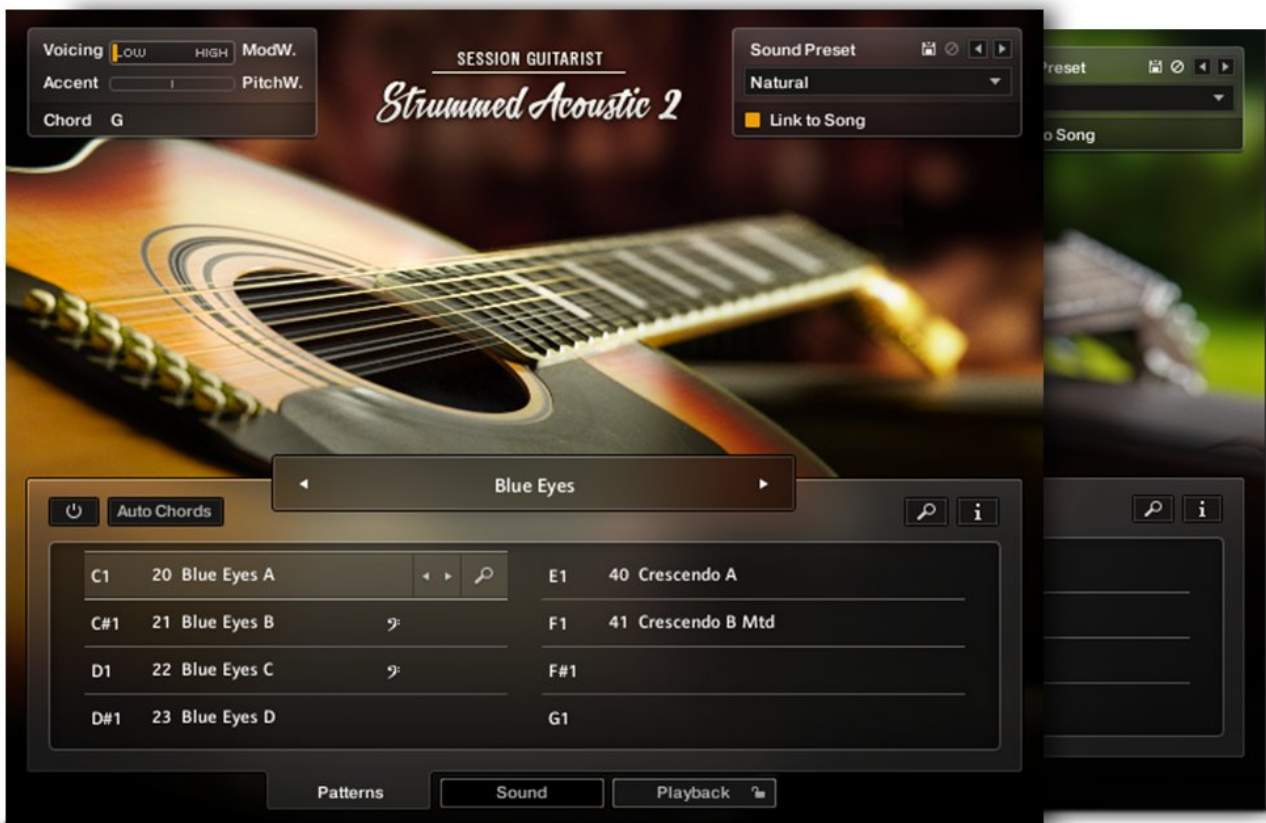 Voicing LOW HIGH ModW.
Accent PitchW.
Chord G
SESSION GUITARIST
Strummed Acoustic 2
Sound Preset
Natural
Link to Song
Preset
o Song
Blue Eyes
Auto Chords
i
i
C1 20 Blue Eyes A
C#1 21 Blue Eyes B
D1 22 Blue Eyes C
D#1 23 Blue Eyes D
E1 40 Crescendo A
F1 41 Crescendo B Mtd
F#1
G1
Patterns Sound Playback